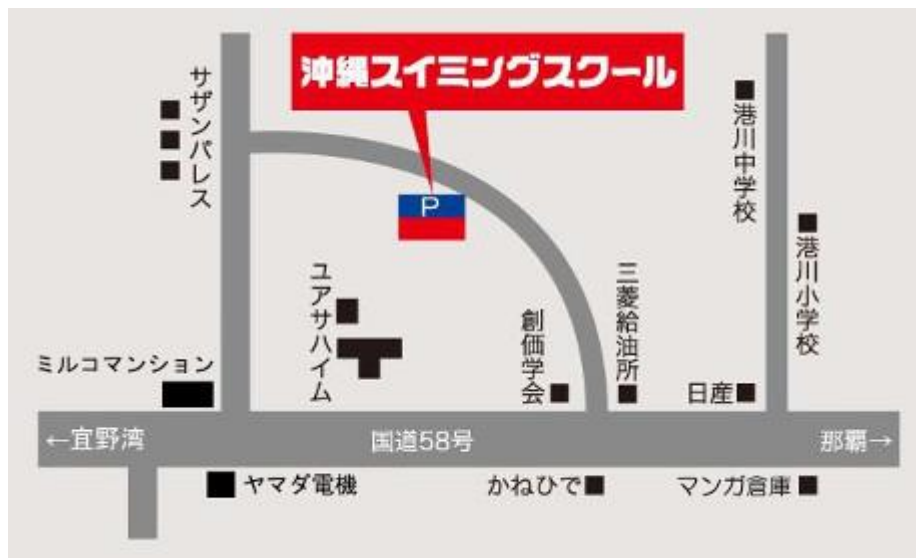 沖縄スイミングスクール
サザンパレス
港川中学校
P
港川小学校
ユアサハイム
三菱給油所
創価学会
ミルコマンション
日産
←宜野湾
国道58号
那覇→
ヤマダ電機
かねひで
マンガ倉庫